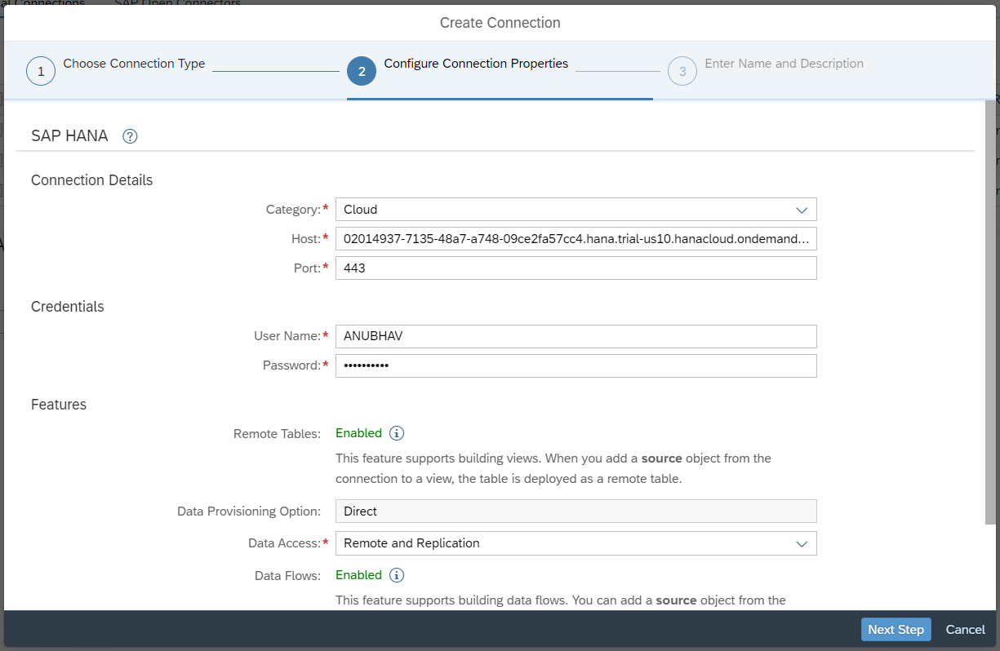 al Connections SAP Open Connectors
Create Connection
1 Choose Connection Type
2 Configure Connection Properties
3 Enter Name and Description
SAP HANA ?
Connection Details
Category:* Cloud
Host:* 02014937-7135-48a7-a748-09ce2fa57cc4.hana.trial-us10.hanacloud.ondemand...
Port:* 443
Credentials
User Name:* ANUBHAV
Password:* ••••••••••
Features
Remote Tables: Enabled
This feature supports building views. When you add a source object from the
connection to a view, the table is deployed as a remote table.
Data Provisioning Option: Direct
Data Access:* Remote and Replication
Data Flows: Enabled
This feature supports building data flows. You can add a source object from the
Next Step Cancel